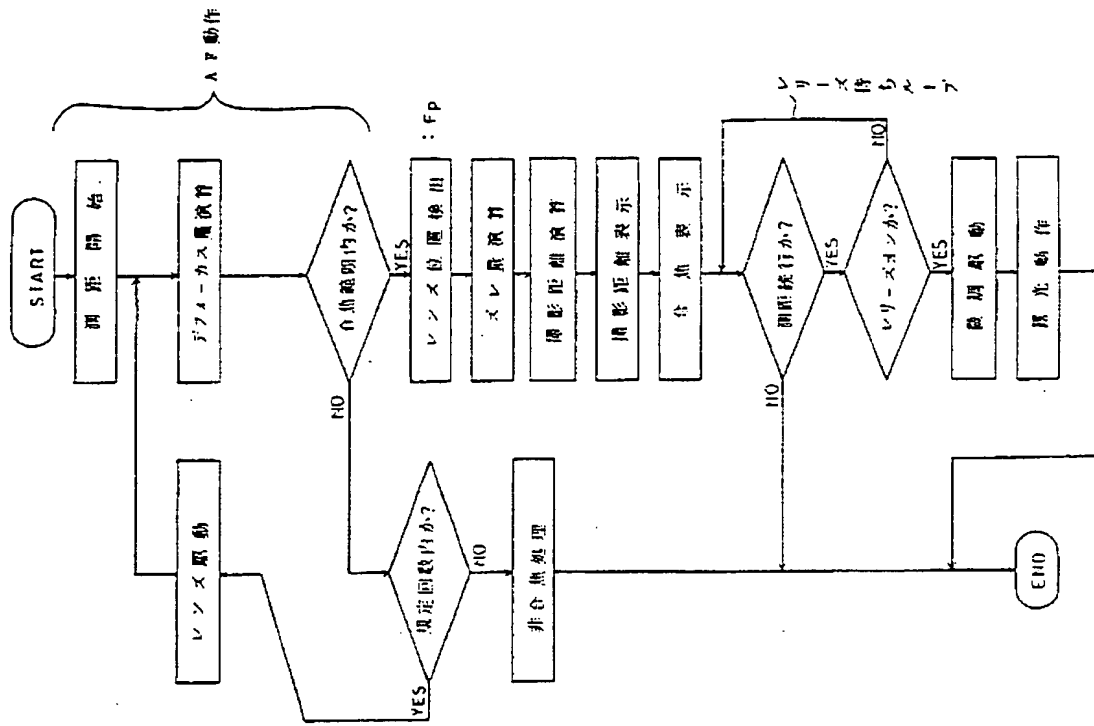 START
測距開始
デフォーカス量演算
合焦範囲内か?
YES
NO
レンズ位置検出
: fp
ズレ量演算
撮影距離演算
撮影距離表示
合焦表示
測距続行か?
YES
NO
レリーズオンか?
YES
NO
レリーズ待ちループ
微調駆動
露光動作
AF動作
レンズ駆動
規定回数内か?
YES
NO
非合焦処理
END